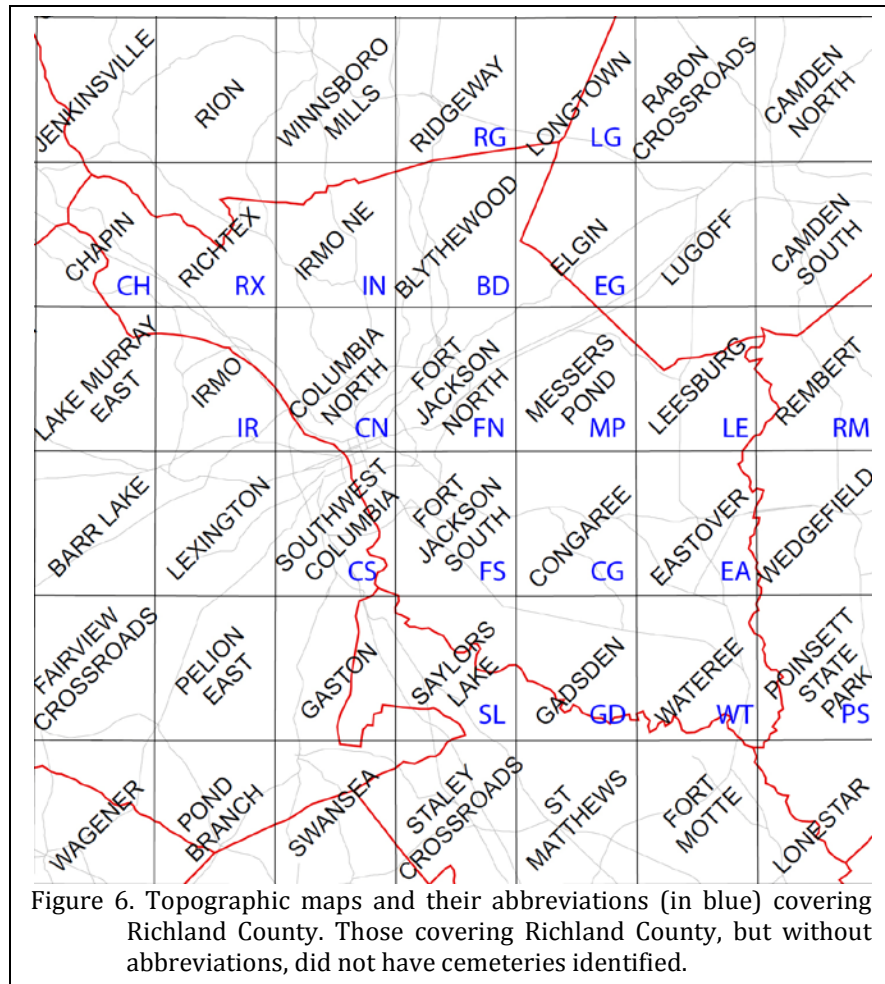 JENKINSVILLE
RION
WINNSBORO
MILLS
RIDGEWAY
RG
LONGTOWN
LG
RABON
CROSSROADS
CAMDEN
NORTH
CHAPIN
CH
RICHTEX
RX
IRMO NE
IN
BLYTHEWOOD
BD
ELGIN
EG
LUGOFF
CAMDEN
SOUTH
LAKE MURRAY
EAST
IRMO
IR
COLUMBIA
NORTH
CN
FORT
JACKSON
NORTH
FN
MESSERS
POND
MP
LEESBURG
LE
REMBERT
RM
BARR LAKE
LEXINGTON
SOUTHWEST
COLUMBIA
CS
FORT
JACKSON
SOUTH
FS
CONGAREE
CG
EASTOVER
EA
WEDGEFIELD
FAIRVIEW
CROSSROADS
PELION
EAST
GASTON
SAYLORS
LAKE
SL
GADSDEN
GD
WATEREE
WT
POINSETT
STATE
PARK
PS
WAGENER
POND
BRANCH
SWANSEA
STALEY
CROSSROADS
ST
MATTHEWS
FORT
MOTTE
LONESTAR
Figure 6. Topographic maps and their abbreviations (in blue) covering
Richland County. Those covering Richland County, but without
abbreviations, did not have cemeteries identified.